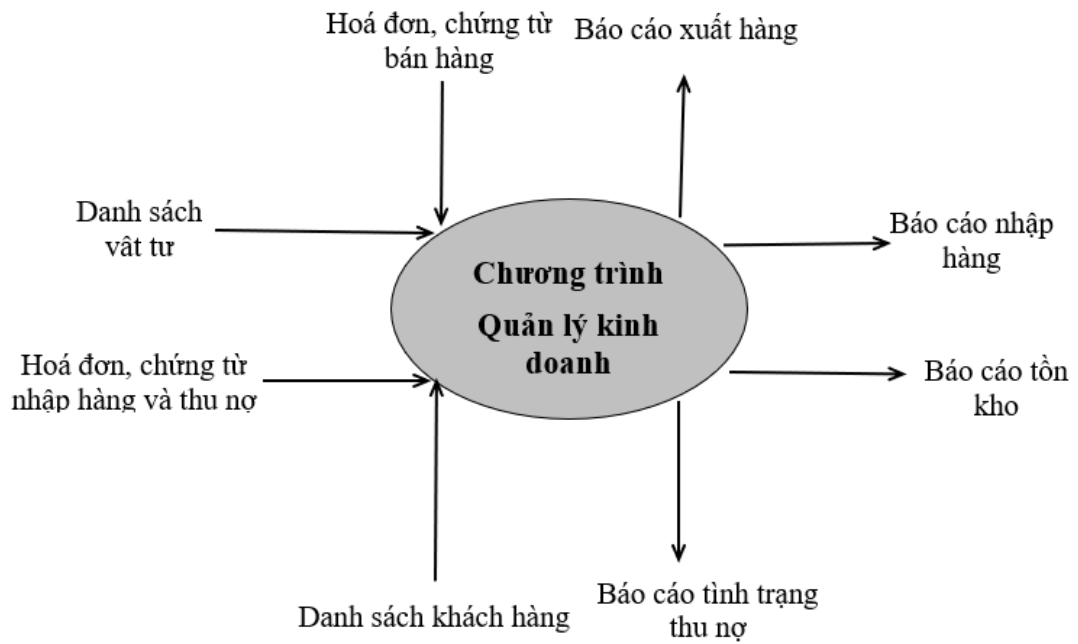 Hoá đơn, chứng từ
bán hàng
Báo cáo xuất hàng
Danh sách
vât tư
Báo cáo nhập
hàng
Chương trình
Quản lý kinh
doanh
Hoá đơn, chứng từ
nhập hàng và thu nợ
Báo cáo tồn
kho
Danh sách khách hàng
Báo cáo tình trạng
thu nợ